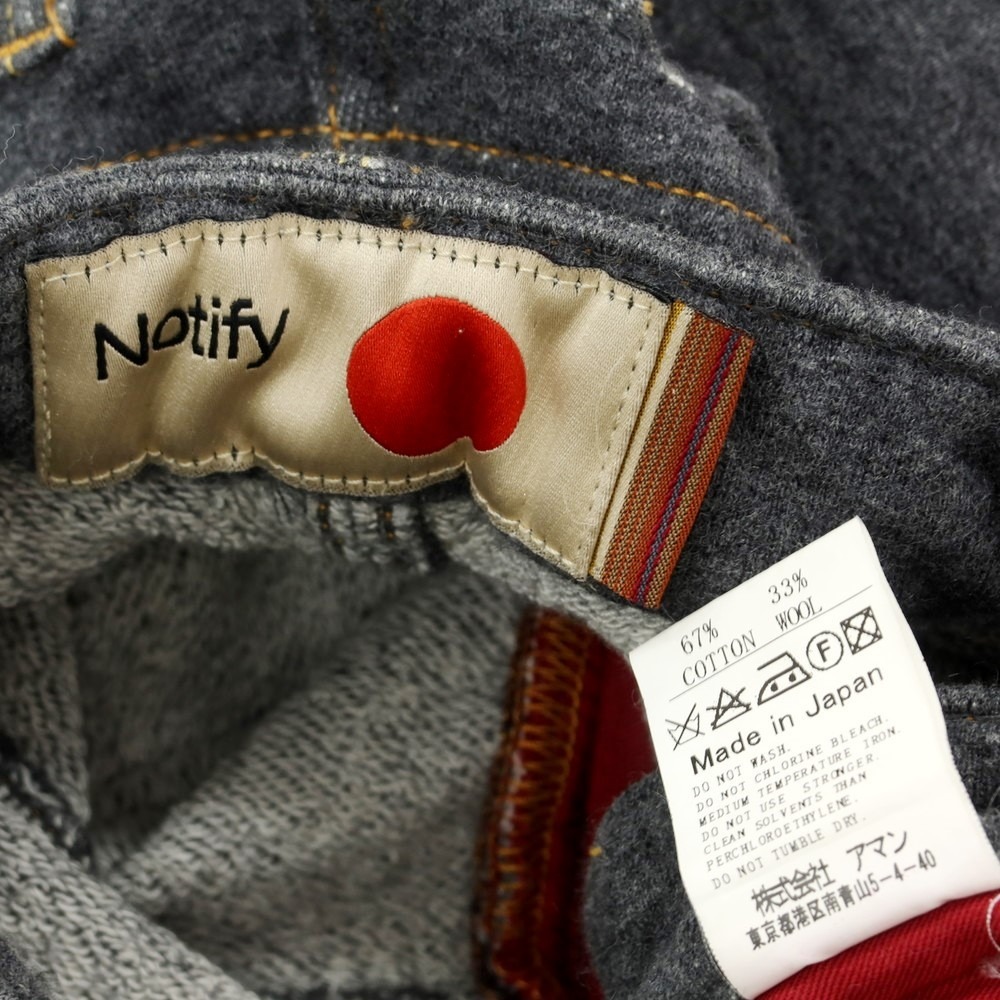 Notify
67% 33%
COTTON WOOL
F
Made in Japan
DO NOT WASH.
DO NOT CHLORINE BLEACH.
MEDIUM TEMPERATURE IRON.
DO NOT USE STRONGER
CLEAN SOLVENTS THAN
PERCHLOROETHYLENE.
DO NOT TUMBLE DRY.
株式会社 アマン
東京都港区南青山5-4-40